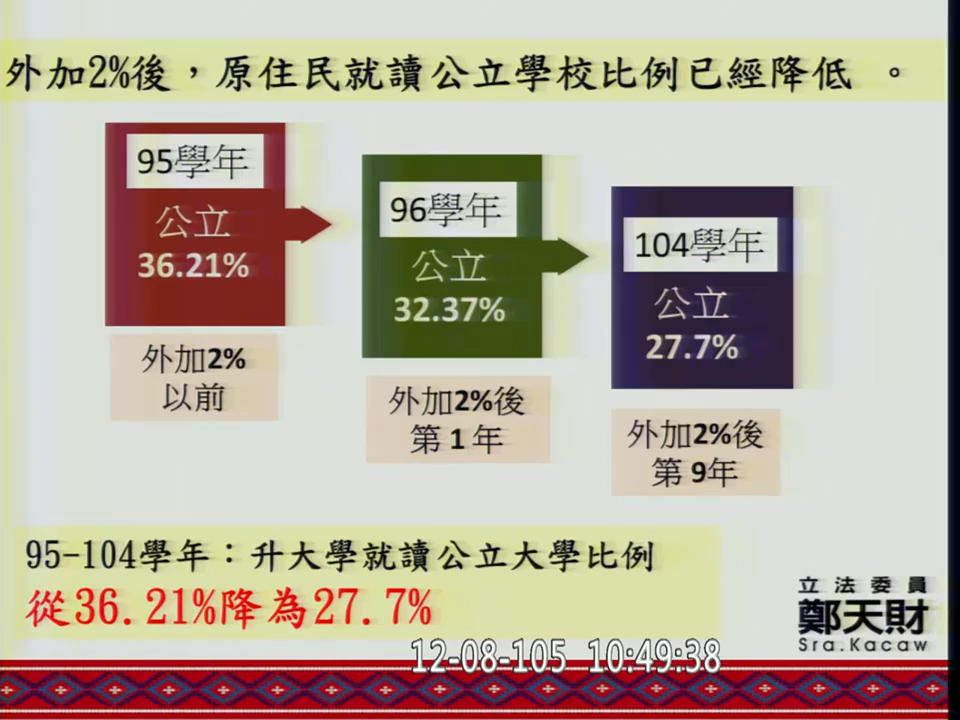 外加2%後，原住民就讀公立學校比例已經降低 。
95學年
公立
36.21%
外加2%
以前
96學年
公立
32.37%
外加2%後
第 1 年
104學年
公立
27.7%
外加2%後
第 9年
95-104學年：升大學就讀公立大學比例
從36.21%降為27.7%
立法委員
鄭天財
Sra.Kacaw
12-08-105 10:49:38